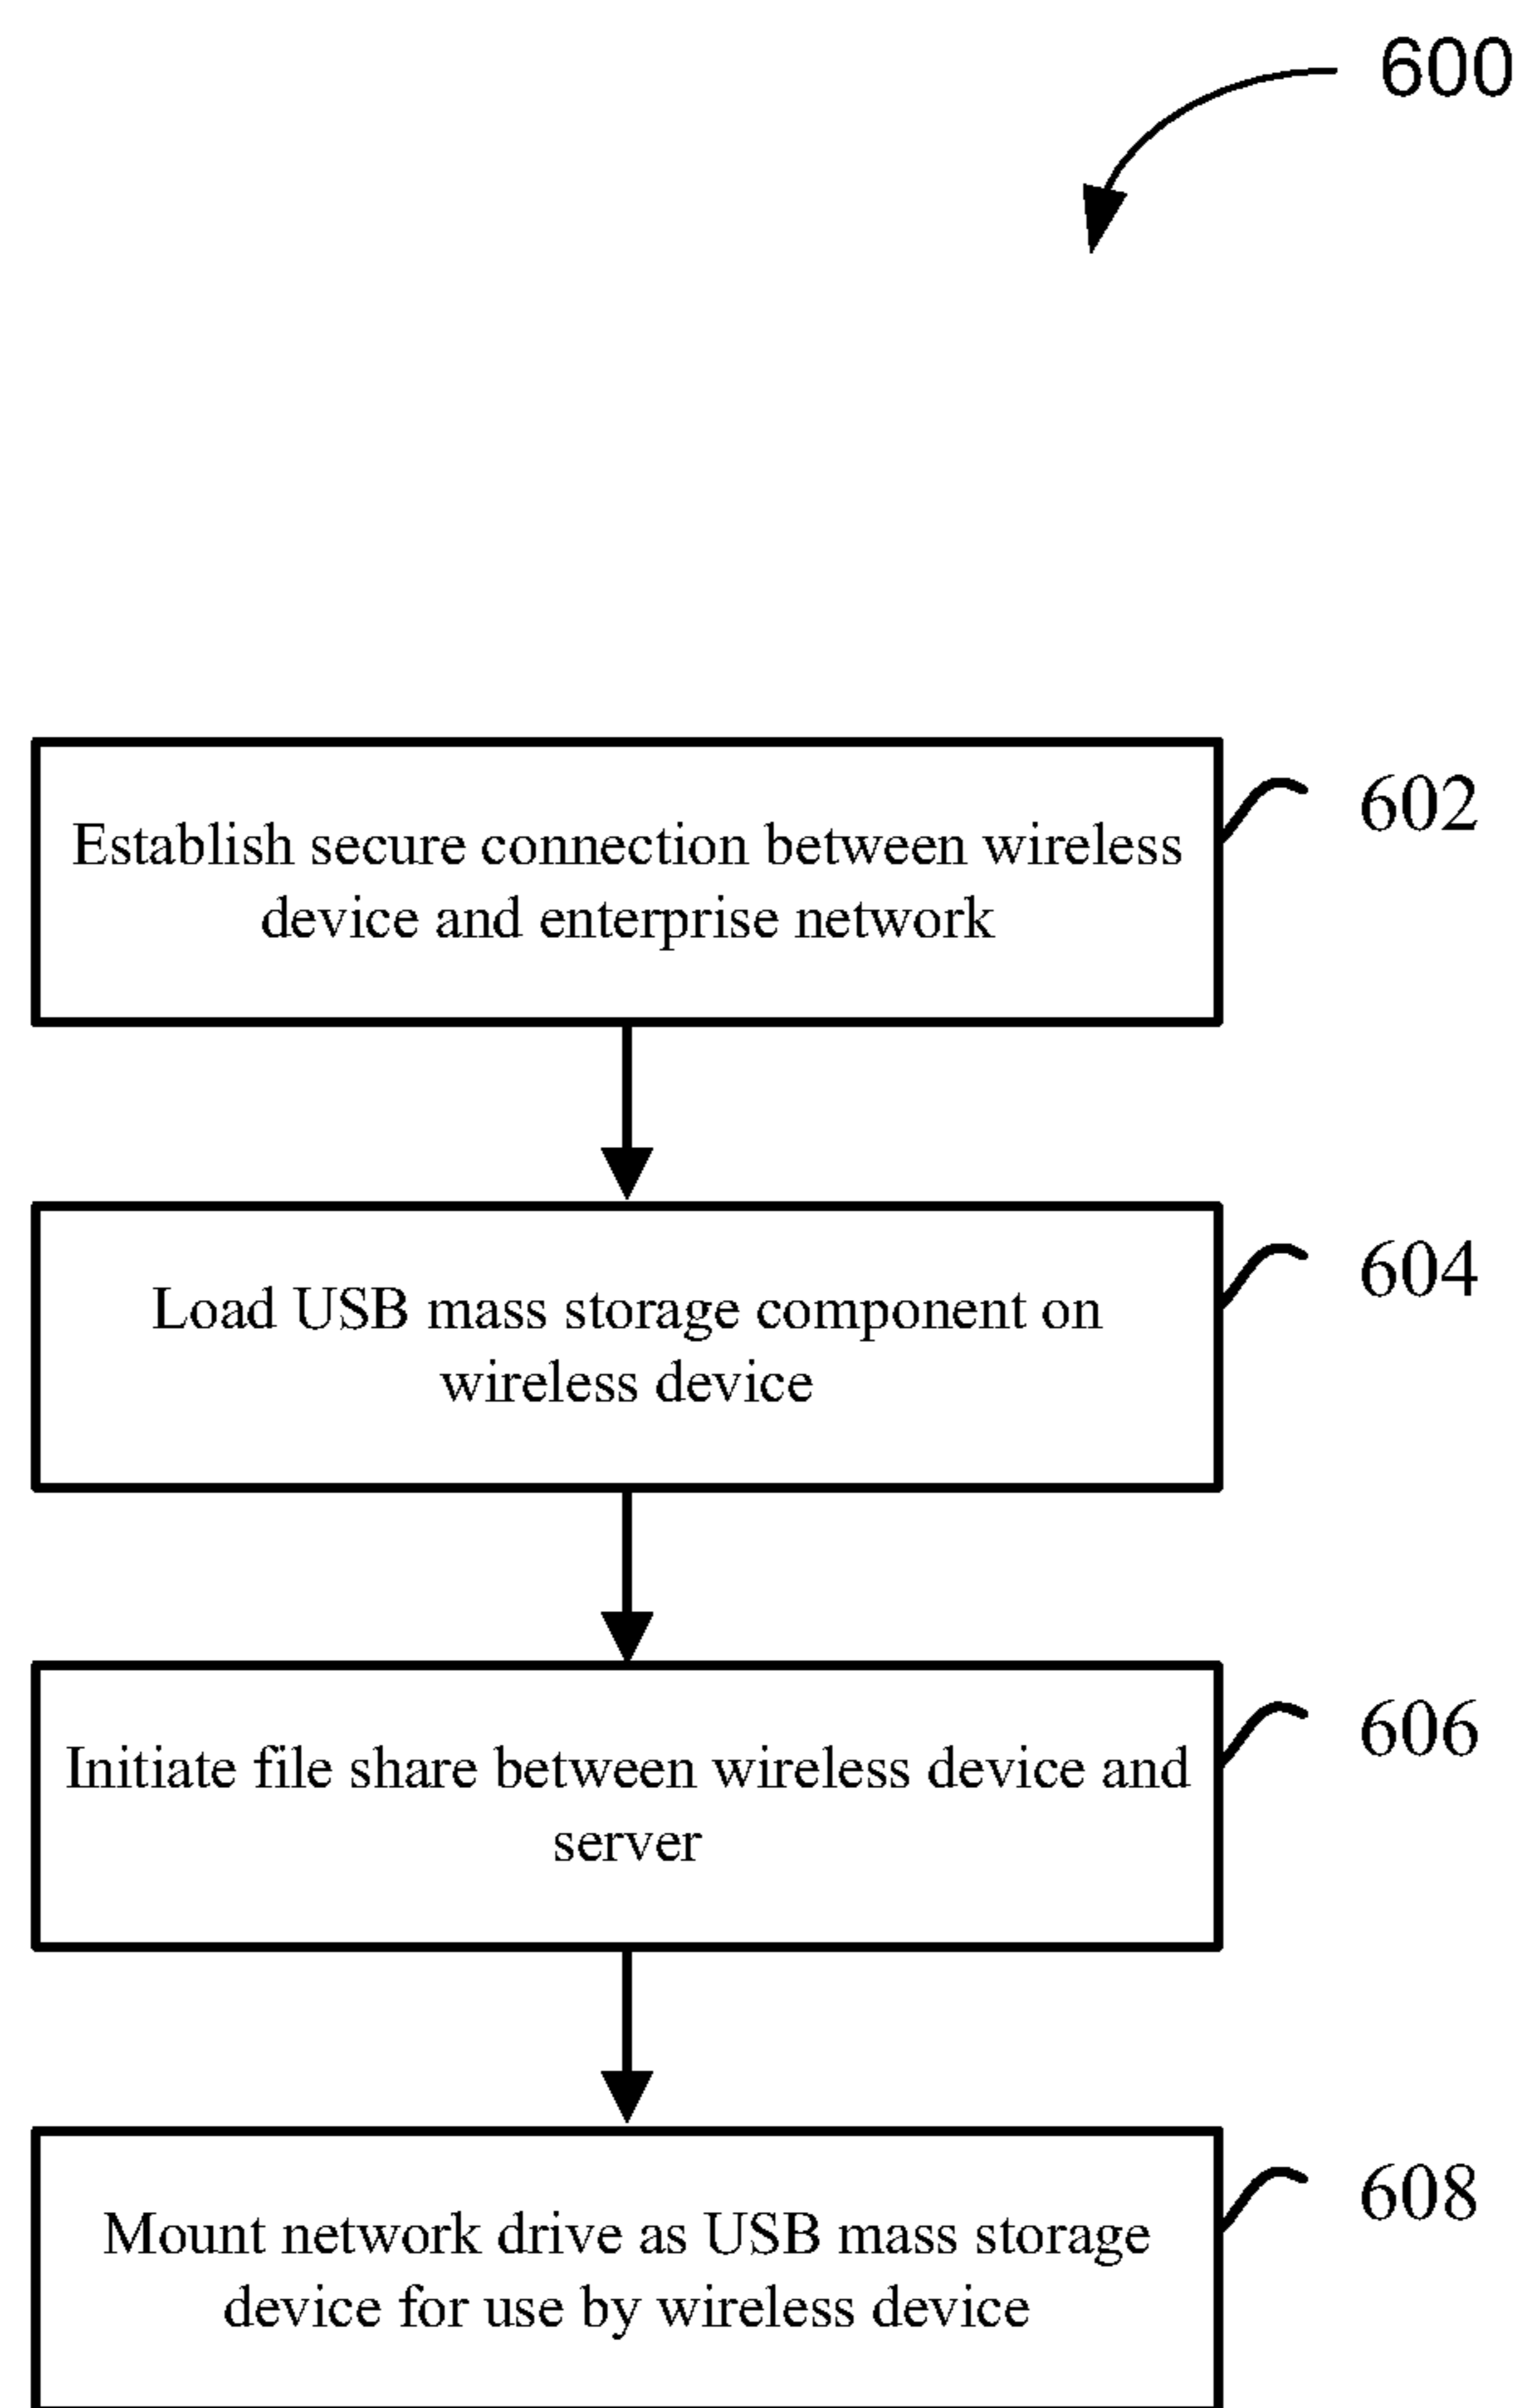 600
Establish secure connection between wireless
device and enterprise network
602
Load USB mass storage component on
wireless device
604
Initiate file share between wireless device and
server
606
Mount network drive as USB mass storage
device for use by wireless device
608